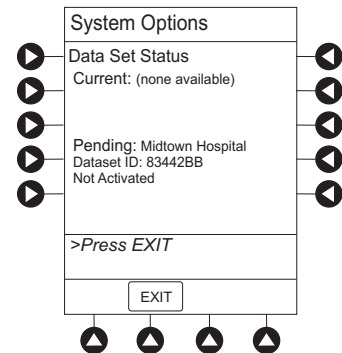 System Options
Data Set Status
Current: (none available)
Pending: Midtown Hospital
Dataset ID: 83442BB
Not Activated
>Press EXIT
EXIT